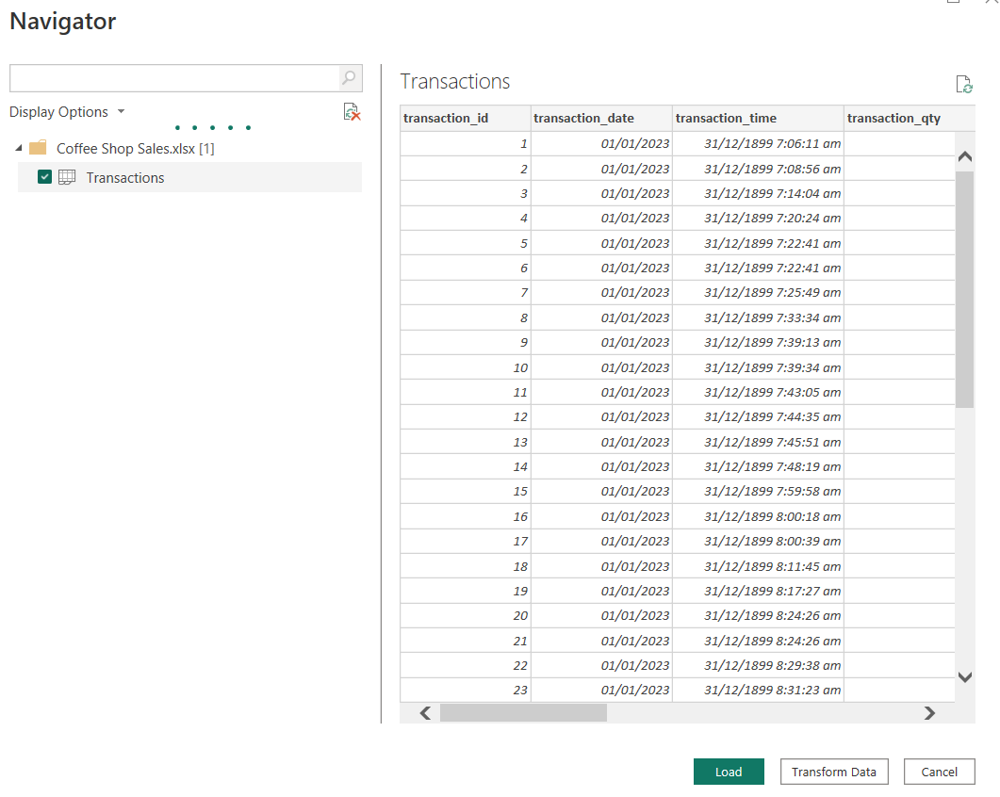 Navigator
Display Options
Coffee Shop Sales.xlsx [1]
Transactions
Transactions
transaction_id transaction_date transaction_time transaction_qty
1 01/01/2023 31/12/1899 7:06:11 am
2 01/01/2023 31/12/1899 7:08:56 am
3 01/01/2023 31/12/1899 7:14:04 am
4 01/01/2023 31/12/1899 7:20:24 am
5 01/01/2023 31/12/1899 7:22:41 am
6 01/01/2023 31/12/1899 7:22:41 am
7 01/01/2023 31/12/1899 7:25:49 am
8 01/01/2023 31/12/1899 7:33:34 am
9 01/01/2023 31/12/1899 7:39:13 am
10 01/01/2023 31/12/1899 7:39:34 am
11 01/01/2023 31/12/1899 7:43:05 am
12 01/01/2023 31/12/1899 7:44:35 am
13 01/01/2023 31/12/1899 7:45:51 am
14 01/01/2023 31/12/1899 7:48:19 am
15 01/01/2023 31/12/1899 7:59:58 am
16 01/01/2023 31/12/1899 8:00:18 am
17 01/01/2023 31/12/1899 8:00:39 am
18 01/01/2023 31/12/1899 8:11:45 am
19 01/01/2023 31/12/1899 8:17:27 am
20 01/01/2023 31/12/1899 8:24:26 am
21 01/01/2023 31/12/1899 8:24:26 am
22 01/01/2023 31/12/1899 8:29:38 am
23 01/01/2023 31/12/1899 8:31:23 am
Load Transform Data Cancel